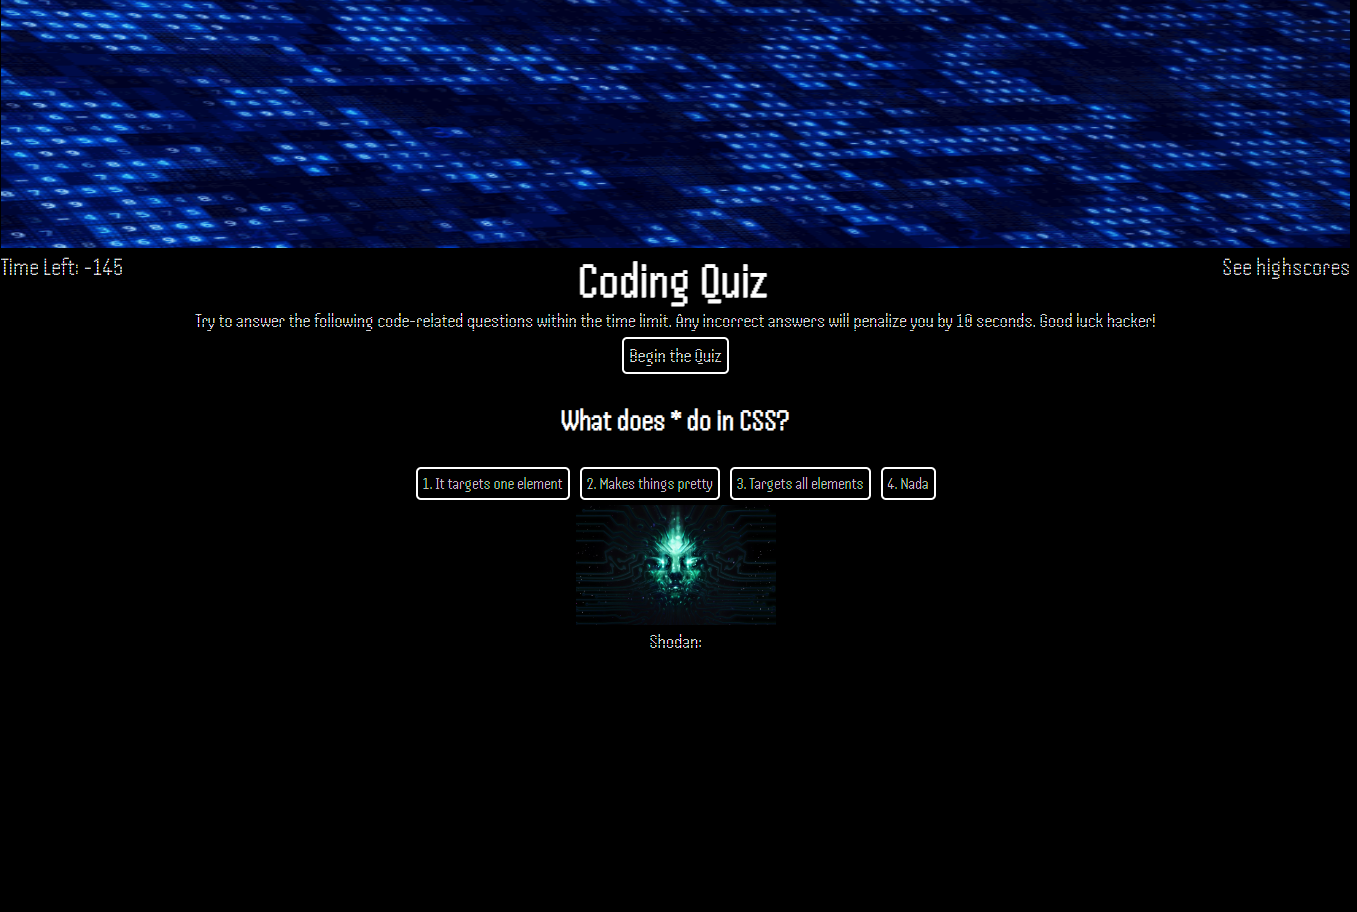 Time Left: -145
Coding Quiz
See highscores
Try to answer the following code-related questions within the time limit. Any incorrect answers will penalize you by 10 seconds. Good luck hacker!
Begin the Quiz
What does * do in CSS?
1. It targets one element 2. Makes things pretty 3. Targets all elements 4. Nada
Shodan: